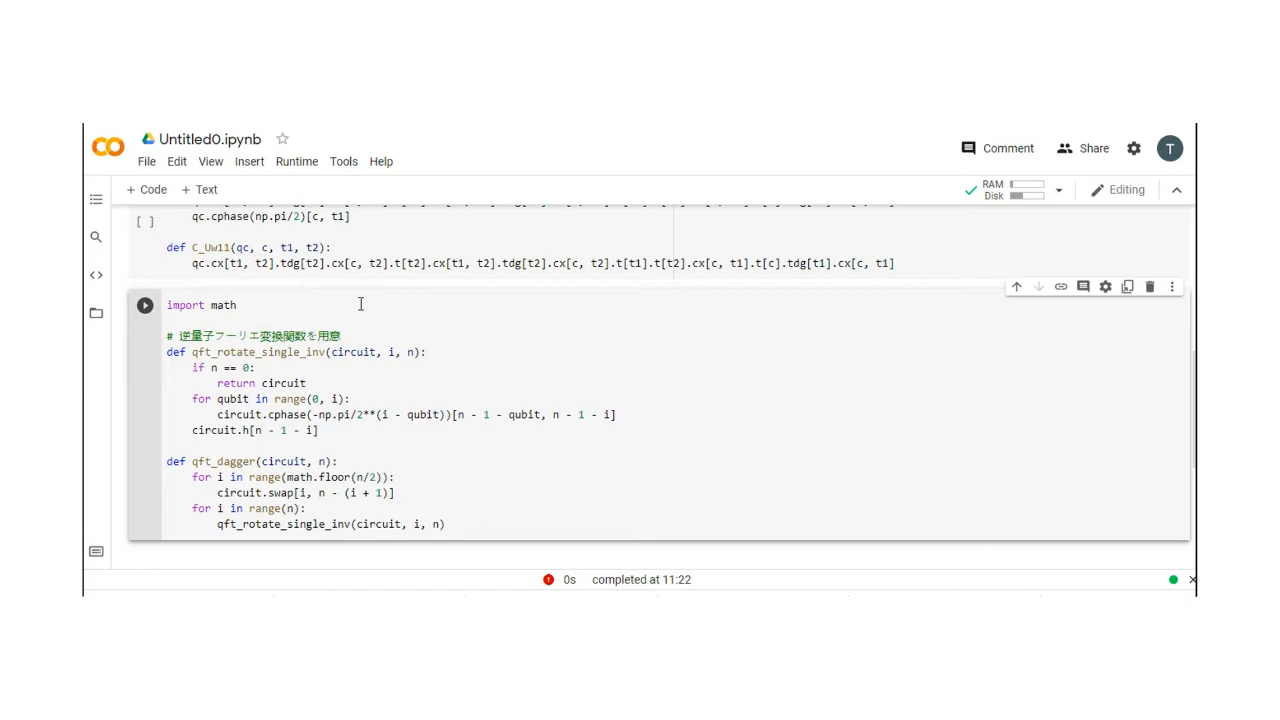 Untitled0.ipynb
Comment
Share
T
File Edit View Insert Runtime Tools Help
+ Code + Text
RAM
Disk
Editing
[ ]
qc.cphase(np.pi/2)[c, t1]
def C_Uw11(qc, c, t1, t2):
qc.cx[t1, t2].tdg[t2].cx[c, t2].t[t2].cx[t1, t2].tdg[t2].cx[c, t2].t[t1].t[t2].cx[c, t1].t[c].tdg[t1].cx[c, t1]
import math
# 逆量子フーリエ変換関数を用意
def qft_rotate_single_inv(circuit, i, n):
if n == 0:
return circuit
for qubit in range(0, i):
circuit.cphase(-np.pi/2**(i - qubit))[n - 1 - qubit, n - 1 - i]
circuit.h[n - 1 - i]
def qft_dagger(circuit, n):
for i in range(math.floor(n/2)):
circuit.swap[i, n - (i + 1)]
for i in range(n):
qft_rotate_single_inv(circuit, i, n)
0s completed at 11:22